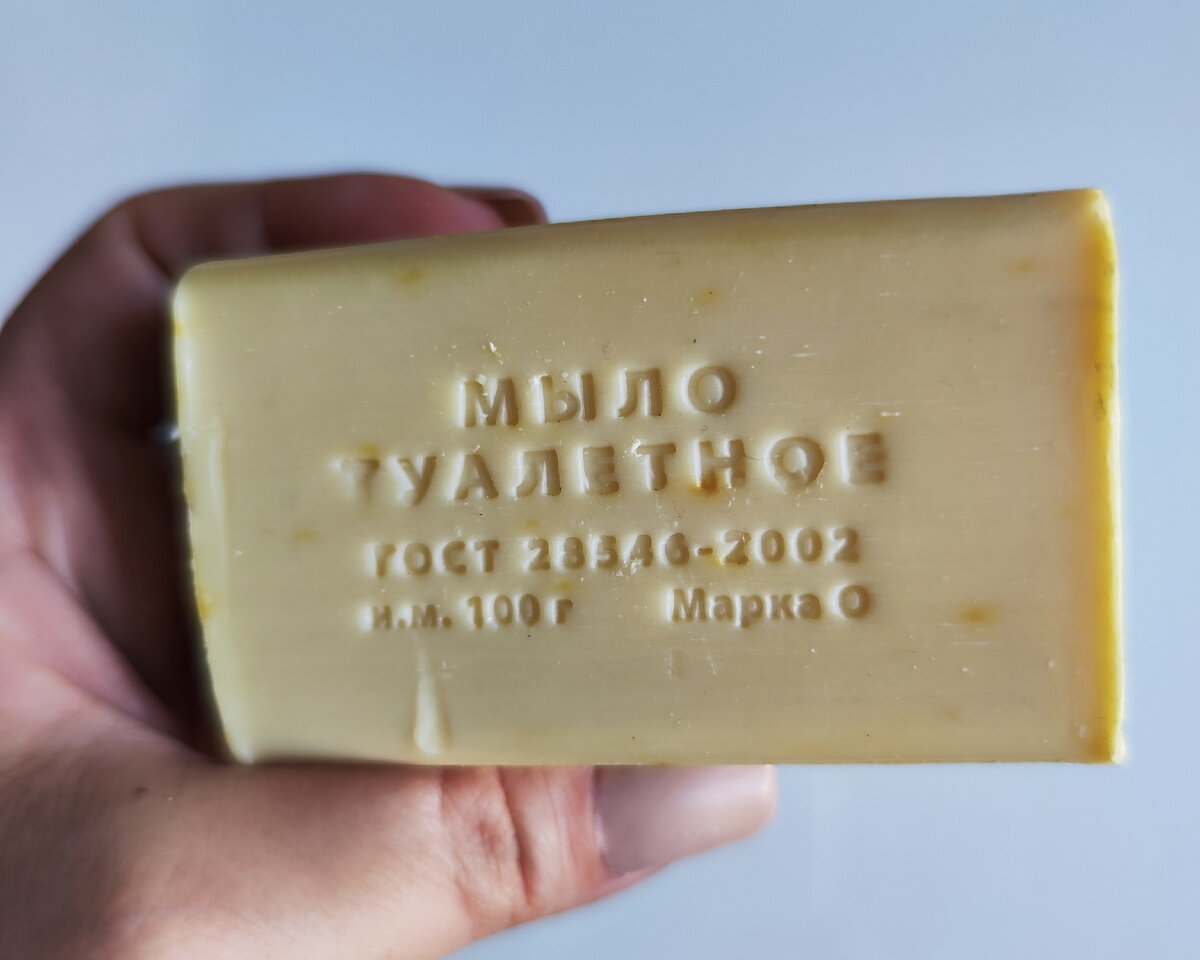 МЫЛО
ТУАЛЕТНОЕ
ГОСТ 28546-2002
н.м. 100 г Марка О